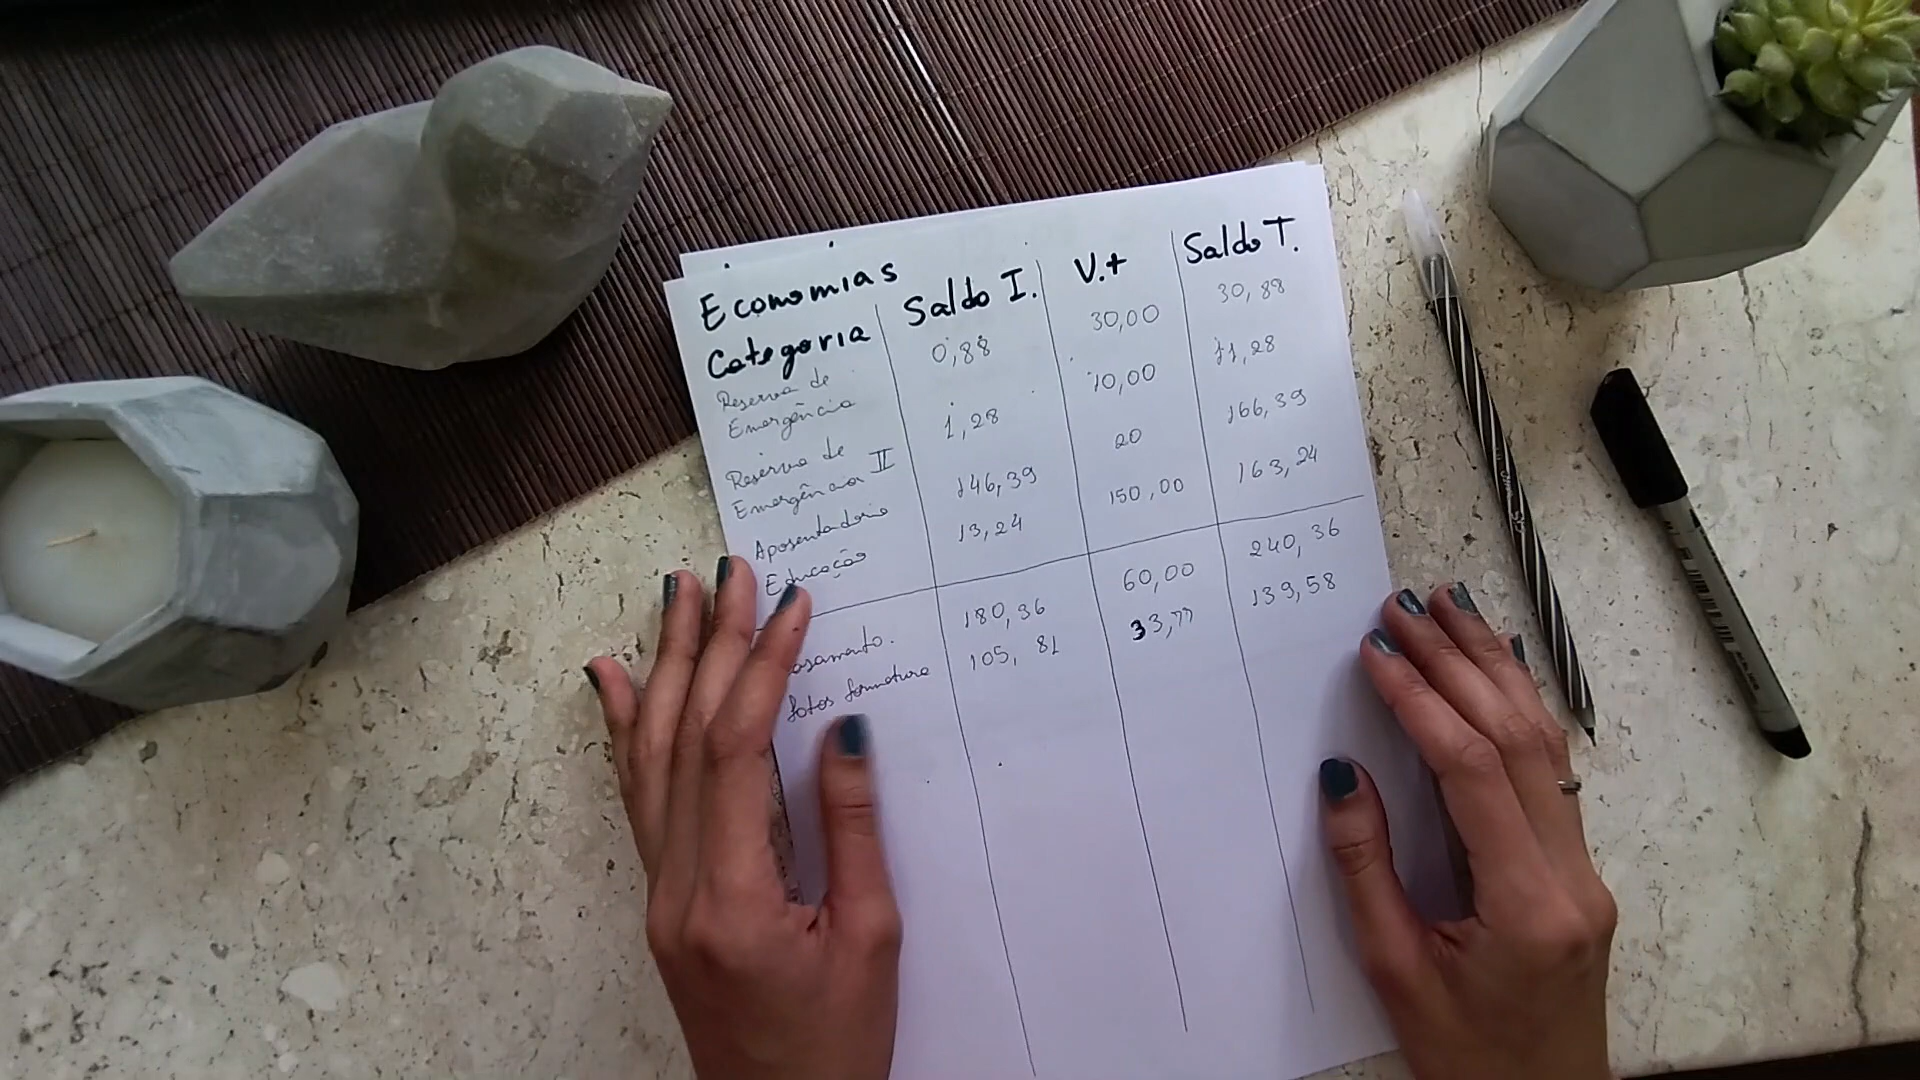 Economias
Categoria Saldo I. V.+ Saldo T.
Reserva de
Emergência 0,88 30,00 30,88
Reserva de
Emergência II 1,28 10,00 11,28
Aposentadoria 146,39 20 166,39
Educação 13,24 150,00 163,24
asamento. 180,36 60,00 240,36
fotos formatura 105,81 33,77 139,58